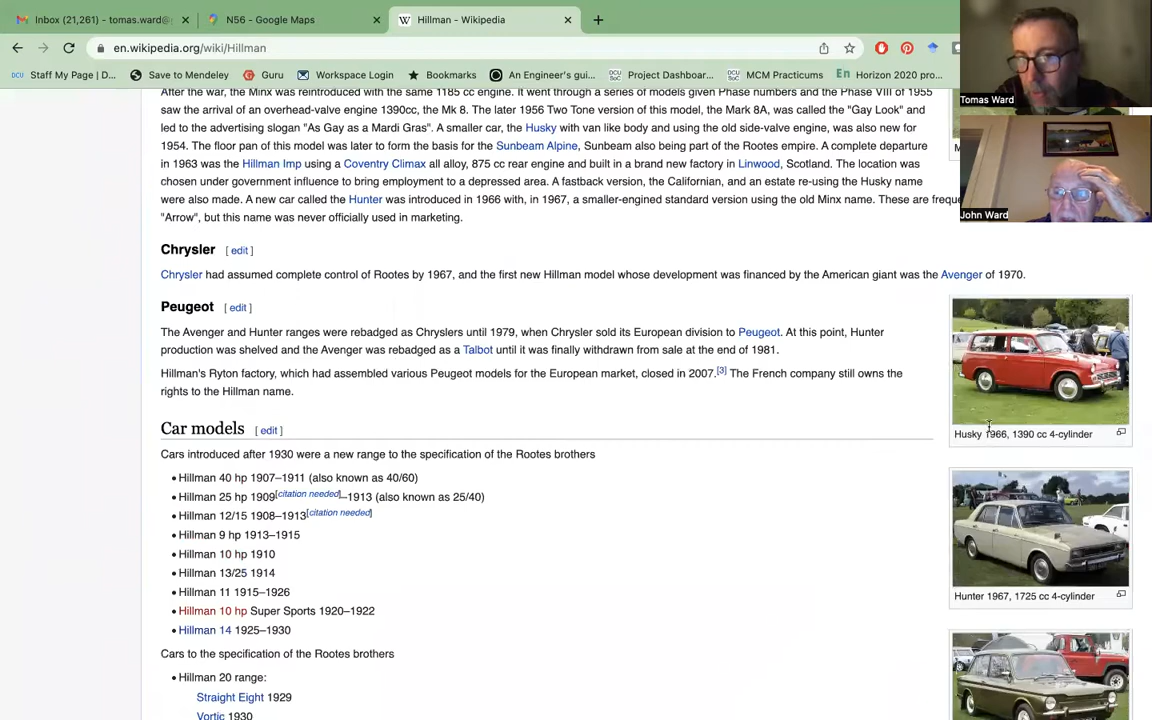 Inbox (21,261) - tomas.ward@
N56 - Google Maps
Hillman - Wikipedia
en.wikipedia.org/wiki/Hillman
Staff My Page | D...
Save to Mendeley
Guru
Workspace Login
Bookmarks
An Engineer's gui...
Project Dashboar...
MCM Practicums
Horizon 2020 pro...
Tomas Ward
John Ward
After the war, the Minx was reintroduced with the same 1185 cc engine. It went through a series of models given Phase numbers and the Phase VIII of 1955
saw the arrival of an overhead-valve engine 1390cc, the Mk 8. The later 1956 Two Tone version of this model, the Mark 8A, was called the "Gay Look" and
led to the advertising slogan "As Gay as a Mardi Gras". A smaller car, the Husky with van like body and using the old side-valve engine, was also new for
1954. The floor pan of this model was later to form the basis for the Sunbeam Alpine, Sunbeam also being part of the Rootes empire. A complete departure
in 1963 was the Hillman Imp using a Coventry Climax all alloy, 875 cc rear engine and built in a brand new factory in Linwood, Scotland. The location was
chosen under government influence to bring employment to a depressed area. A fastback version, the Californian, and an estate re-using the Husky name
were also made. A new car called the Hunter was introduced in 1966 with, in 1967, a smaller-engined standard version using the old Minx name. These are freque
"Arrow", but this name was never officially used in marketing.
Chrysler [ edit ]
Chrysler had assumed complete control of Rootes by 1967, and the first new Hillman model whose development was financed by the American giant was the Avenger of 1970.
Peugeot [ edit ]
The Avenger and Hunter ranges were rebadged as Chryslers until 1979, when Chrysler sold its European division to Peugeot. At this point, Hunter
production was shelved and the Avenger was rebadged as a Talbot until it was finally withdrawn from sale at the end of 1981.
Hillman's Ryton factory, which had assembled various Peugeot models for the European market, closed in 2007.[3] The French company still owns the
rights to the Hillman name.
Husky 1966, 1390 cc 4-cylinder
Car models [ edit ]
Cars introduced after 1930 were a new range to the specification of the Rootes brothers
• Hillman 40 hp 1907–1911 (also known as 40/60)
• Hillman 25 hp 1909[citation needed]–1913 (also known as 25/40)
• Hillman 12/15 1908–1913[citation needed]
• Hillman 9 hp 1913–1915
• Hillman 10 hp 1910
• Hillman 13/25 1914
• Hillman 11 1915–1926
• Hillman 10 hp Super Sports 1920–1922
• Hillman 14 1925–1930
Hunter 1967, 1725 cc 4-cylinder
Cars to the specification of the Rootes brothers
• Hillman 20 range:
Straight Eight 1929
Vortic 1930